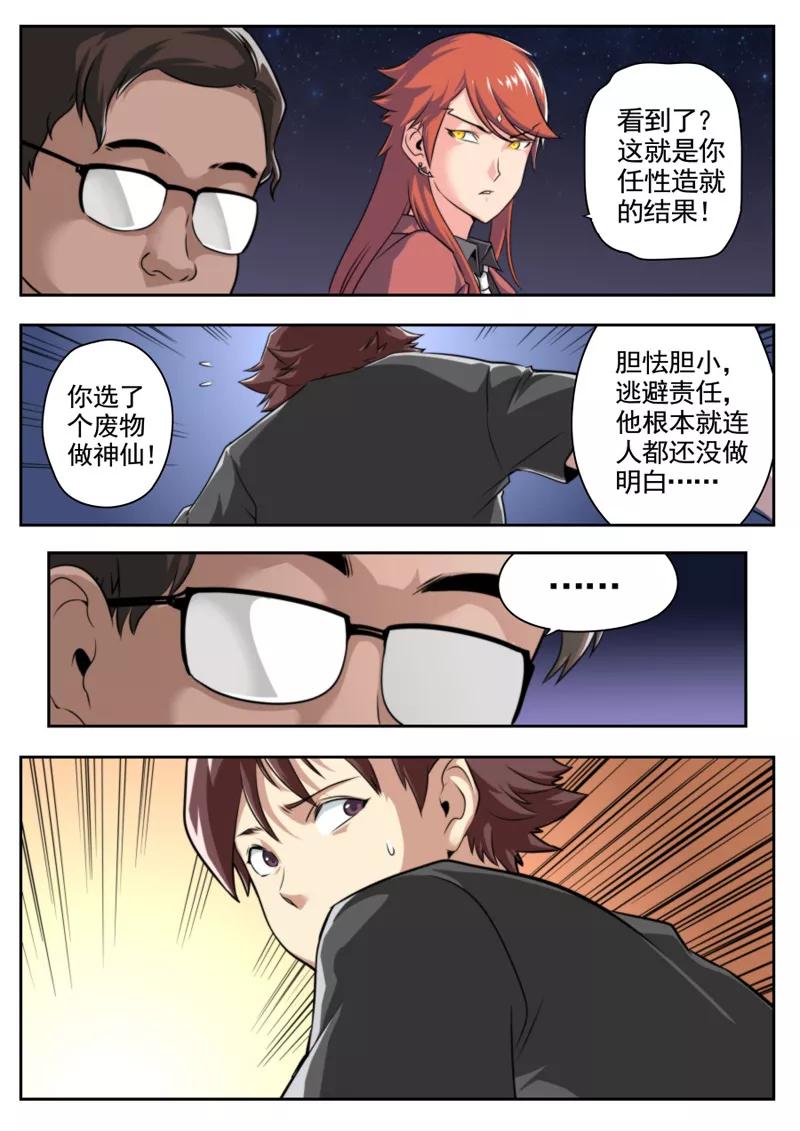 看到了？
这就是你
任性造就
的结果！
你选了
个废物
做神仙！
胆怯胆小，
逃避责任，
他根本就连
人都还没做
明白……
……